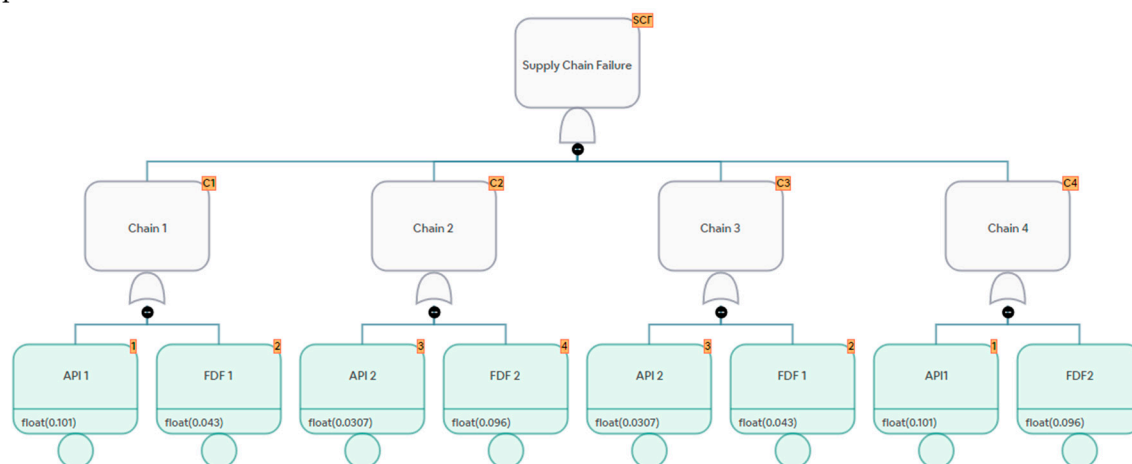 SCF
Supply Chain Failure
C1
C2
C3
C4
Chain 1
Chain 2
Chain 3
Chain 4
1
2
3
4
3
2
1
API 1
FDF 1
API 2
FDF 2
API 2
FDF 1
API1
FDF2
float(0.101)
float(0.043)
float(0.0307)
float(0.096)
float(0.0307)
float(0.043)
float(0.101)
float(0.096)